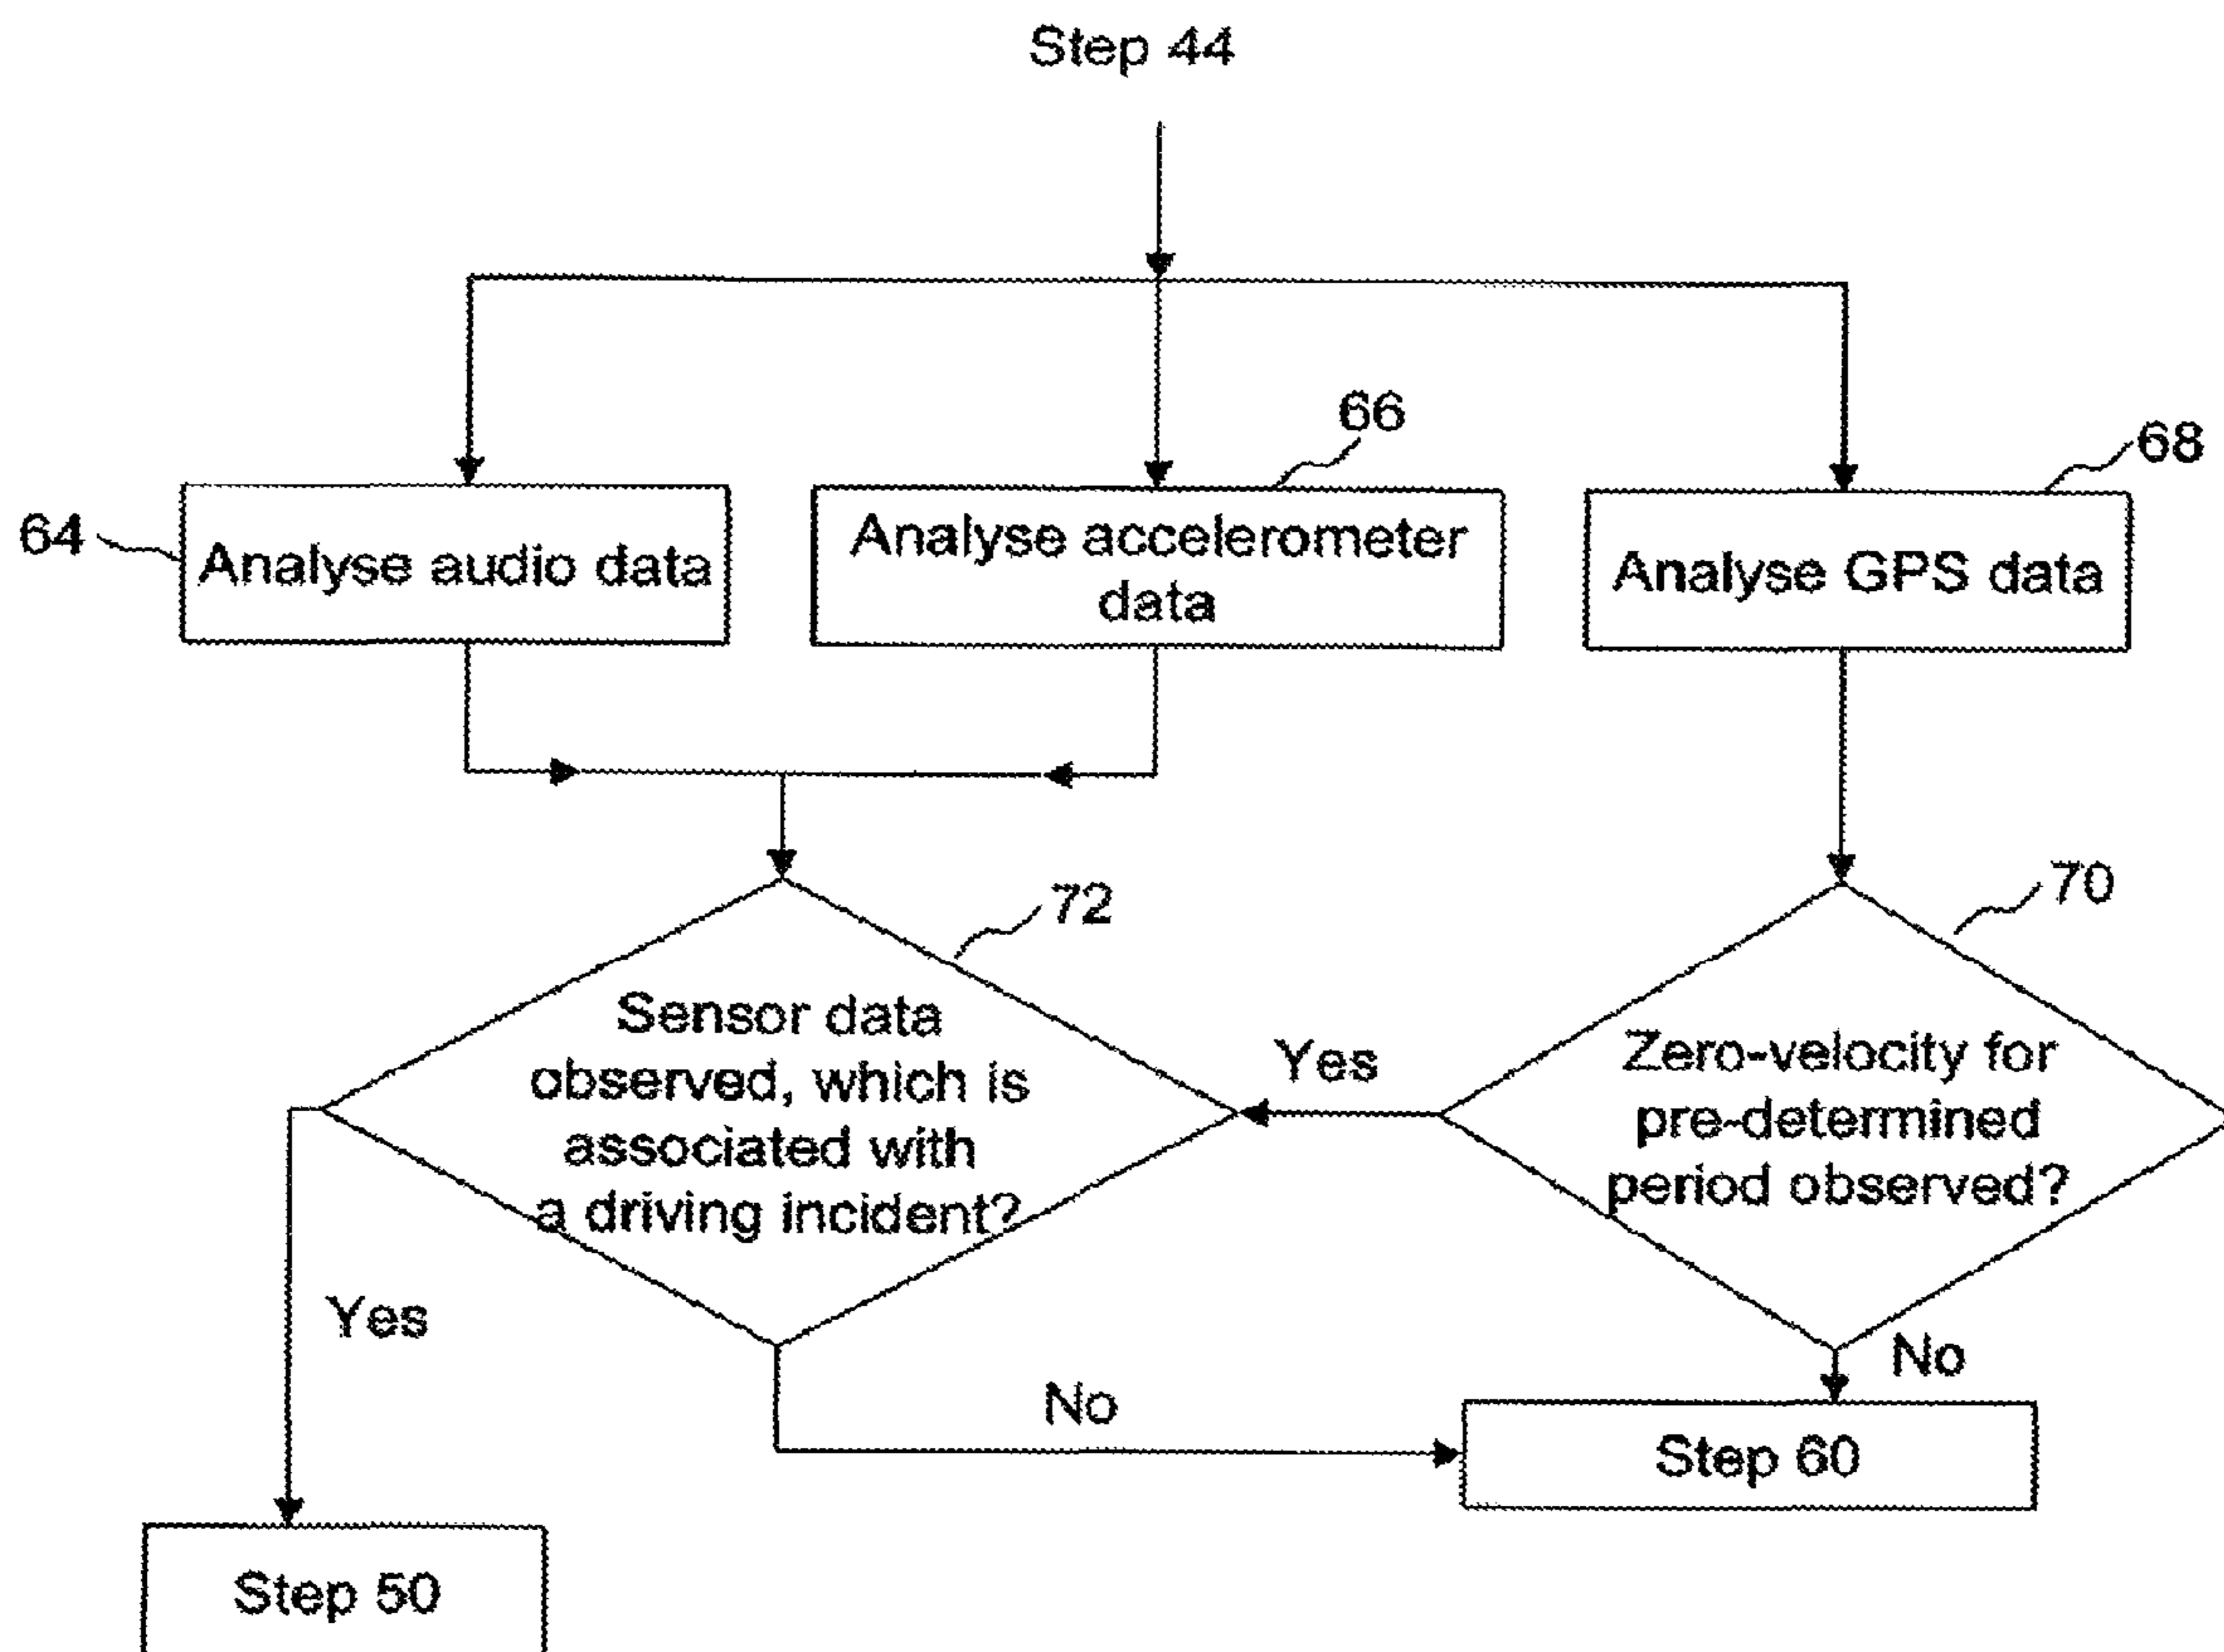 Step 44
66
68
64
Analyse audio data
Analyse accelerometer
data
Analyse GPS data
72
70
Sensor data
observed, which is
associated with
a driving incident?
Yes
Zero-velocity for
pre-determined
period observed?
Yes
No
No
Step 60
Step 50